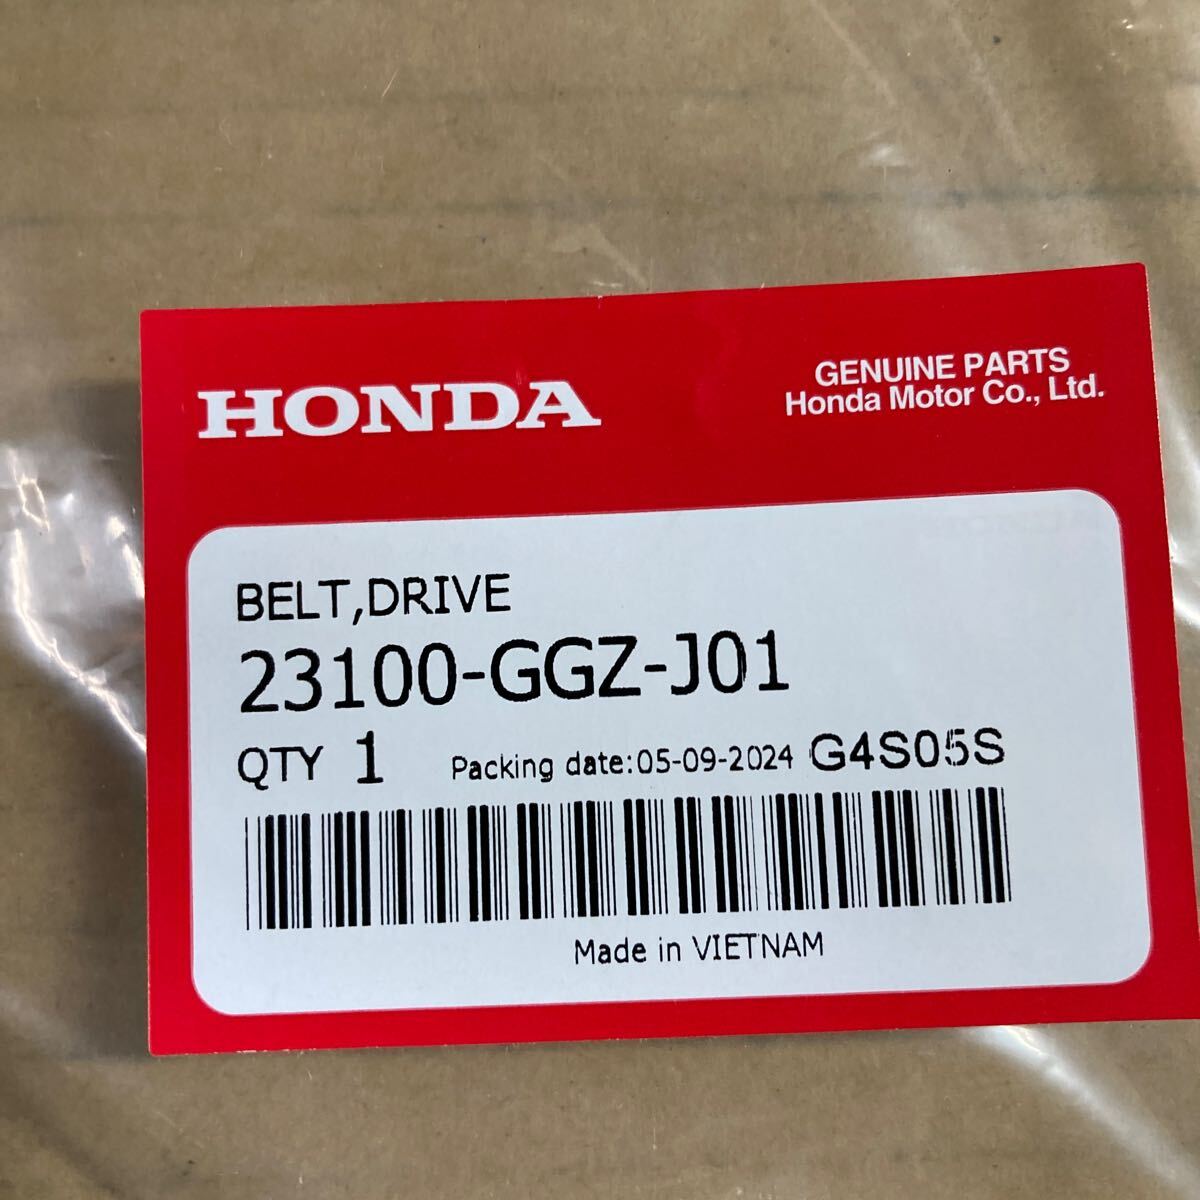 HONDA
GENUINE PARTS
Honda Motor Co., Ltd.
BELT,DRIVE
23100-GGZ-J01
QTY 1 Packing date:05-09-2024 G4S05S
Made in VIETNAM